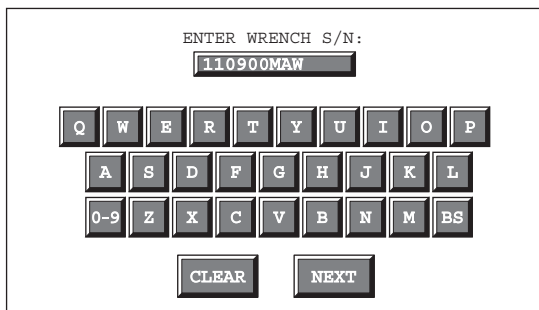 ENTER WRENCH S/N:
110900MAW
Q W E R T Y U I O P
A S D F G H J K L
0-9 Z X C V B N M BS
CLEAR NEXT